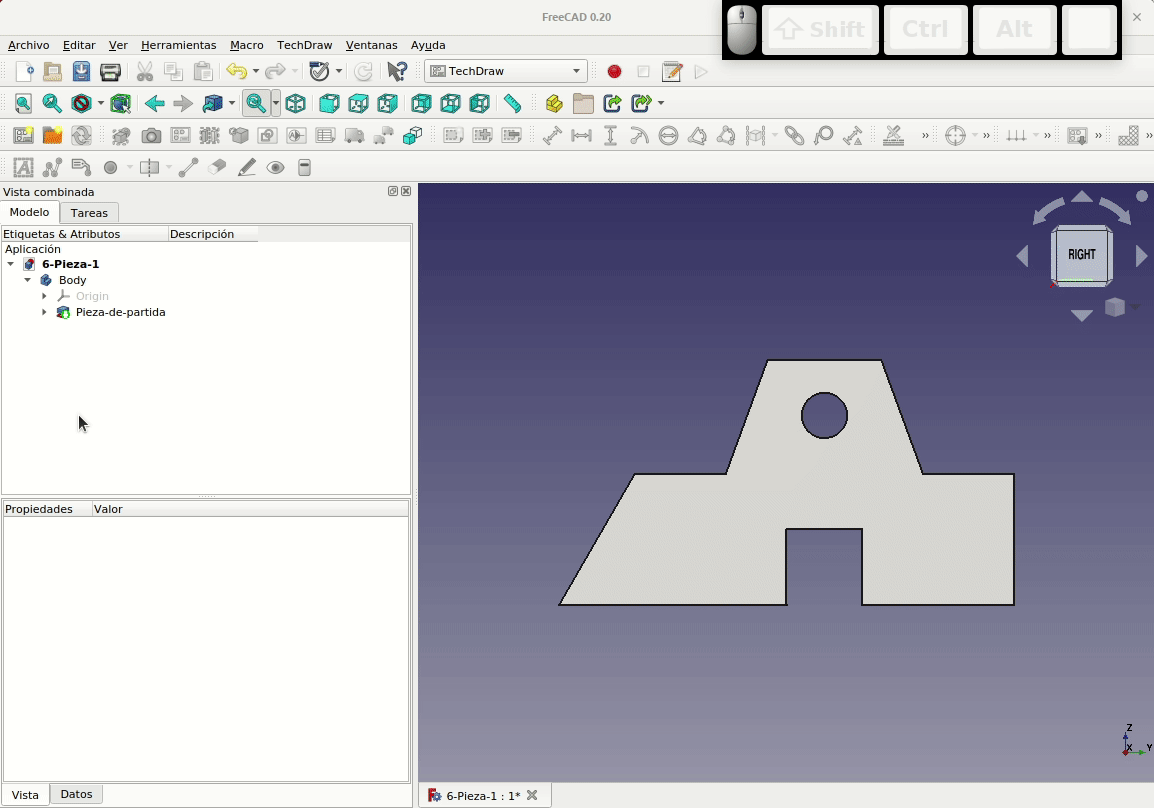 FreeCAD 0.20
Shift Ctrl Alt
Archivo Editar Ver Herramientas Macro TechDraw Ventanas Ayuda
TechDraw
Vista combinada
Modelo Tareas
Etiquetas & Atributos Descripción
Aplicación
6-Pieza-1
Body
Origin
Pieza-de-partida
RIGHT
Propiedades Valor
Z
X Y
Vista Datos
6-Pieza-1 : 1*